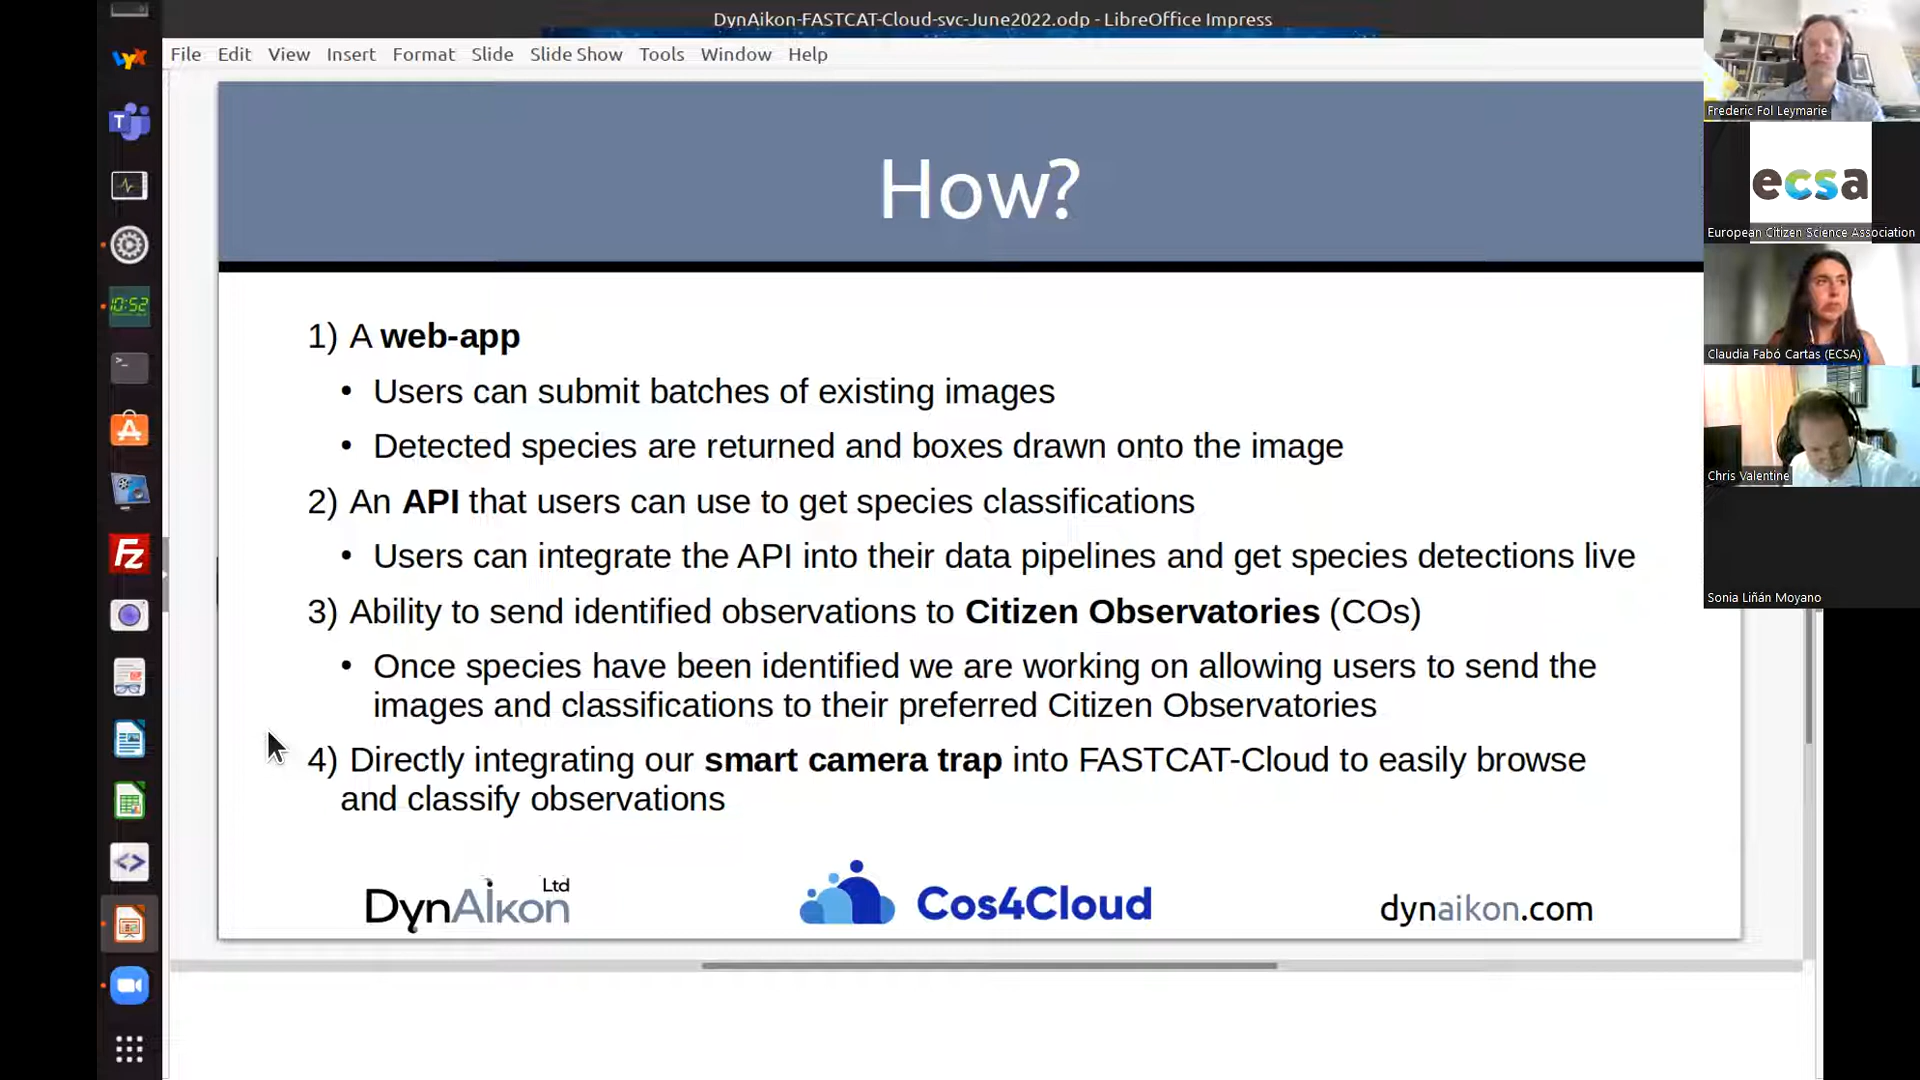 DynAikon-FASTCAT-Cloud-svc-June2022.odp - LibreOffice Impress
File Edit View Insert Format Slide Slide Show Tools Window Help
How?
1) A web-app
• Users can submit batches of existing images
• Detected species are returned and boxes drawn onto the image
2) An API that users can use to get species classifications
• Users can integrate the API into their data pipelines and get species detections live
3) Ability to send identified observations to Citizen Observatories (COs)
• Once species have been identified we are working on allowing users to send the
images and classifications to their preferred Citizen Observatories
4) Directly integrating our smart camera trap into FASTCAT-Cloud to easily browse
and classify observations
DynAikon Ltd
Cos4Cloud
dynaikon.com
10:52
Frederic Fol Leymarie
ecsa
European Citizen Science Association
Claudia Fabó Cartas (ECSA)
Chris Valentine
Sonia Liñán Moyano